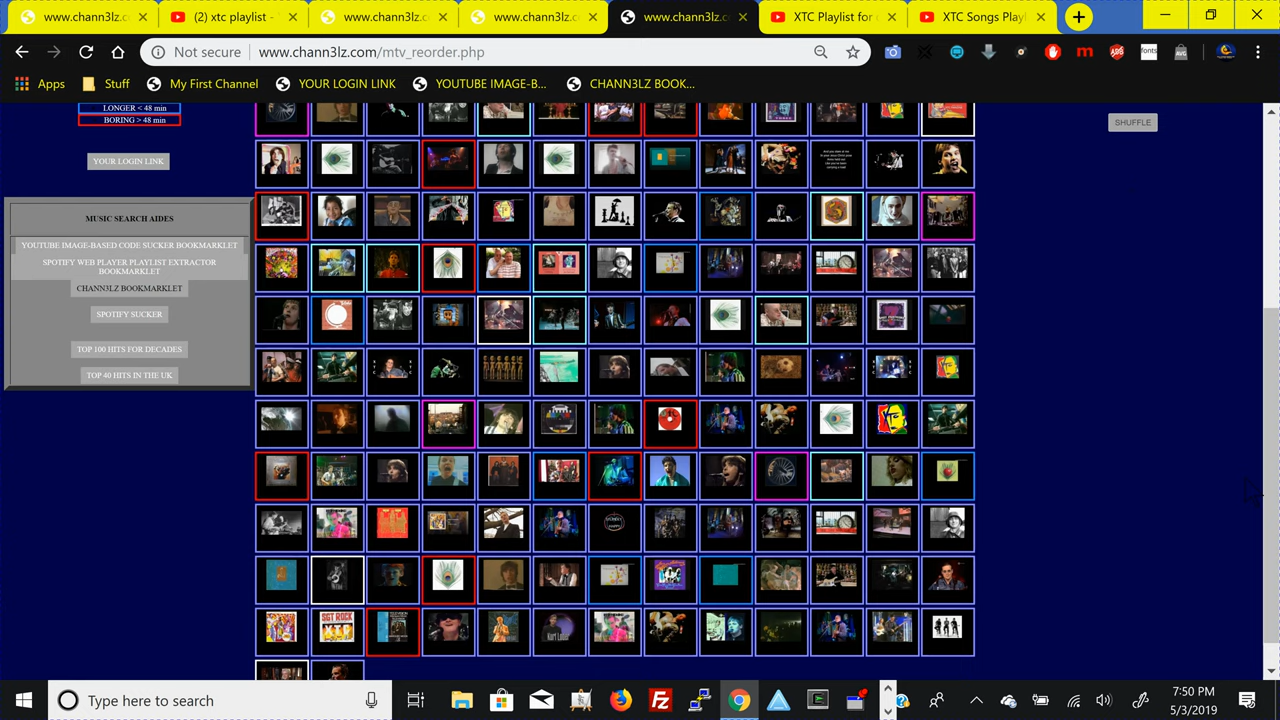 www.chann3lz.c
(2) xtc playlist -
www.chann3lz.c
www.chann3lz.c
www.chann3lz.c
XTC Playlist for
XTC Songs Play
Not secure
www.chann3lz.com/mtv_reorder.php
Apps
Stuff
My First Channel
YOUR LOGIN LINK
YOUTUBE IMAGE-B...
CHANN3LZ BOOK...
LONGER < 48 min
BORING > 48 min
SHUFFLE
YOUR LOGIN LINK
MUSIC SEARCH AIDES
YOUTUBE IMAGE-BASED CODE SUCKER BOOKMARKLET
SPOTIFY WEB PLAYER PLAYLIST EXTRACTOR
BOOKMARKLET
CHANN3LZ BOOKMARKLET
SPOTIFY SUCKER
TOP 100 HITS FOR DECADES
TOP 40 HITS IN THE UK
SGT ROCK
Type here to search
7:50:19 PM
5/3/2019